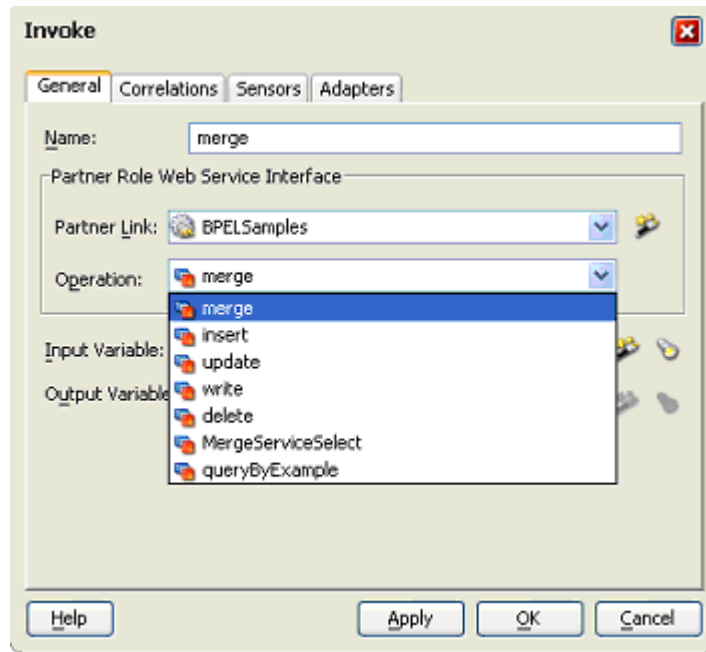 Invoke
General Correlations Sensors Adapters
Name: merge
Partner Role Web Service Interface
Partner Link: BPELSamples
Operation: merge
merge
insert
Input Variable:
update
Output Variable
write
delete
MergeServiceSelect
queryByExample
Help Apply OK Cancel